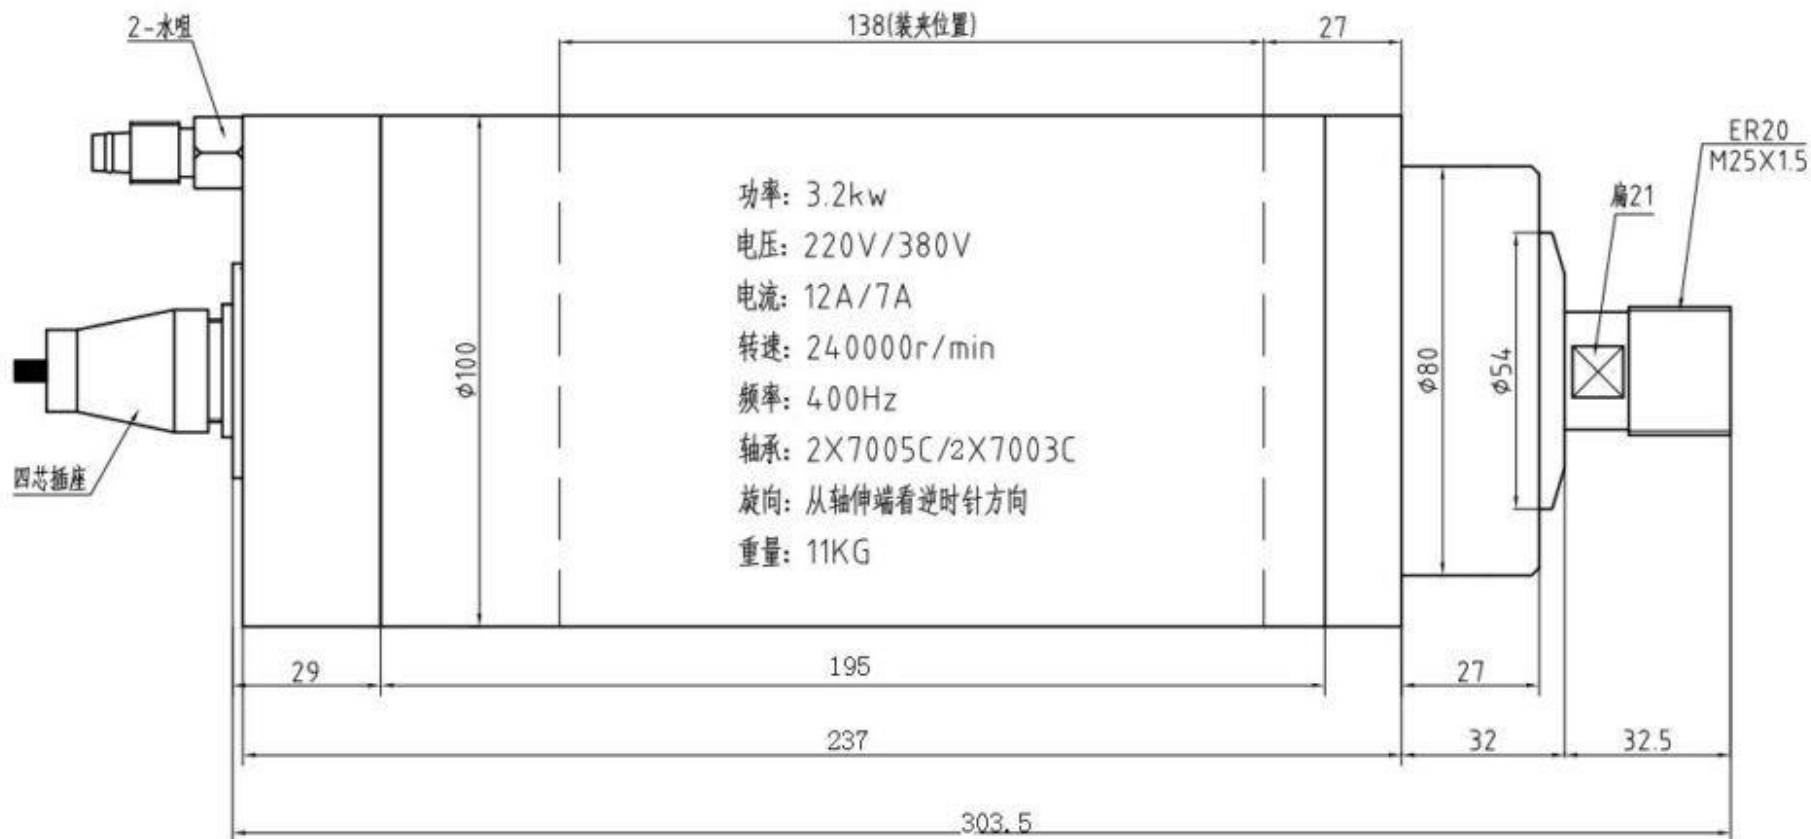 2-水咀
138(装夹位置)
27
ER20
M25X1.5
扁21
功率: 3.2kw
电压: 220V/380V
电流: 12A/7A
转速: 240000r/min
频率: 400Hz
轴承: 2X7005C/2X7003C
旋向: 从轴伸端看逆时针方向
重量: 11KG
φ100
φ80
φ54
四芯插座
29
195
27
237
32
32.5
303.5